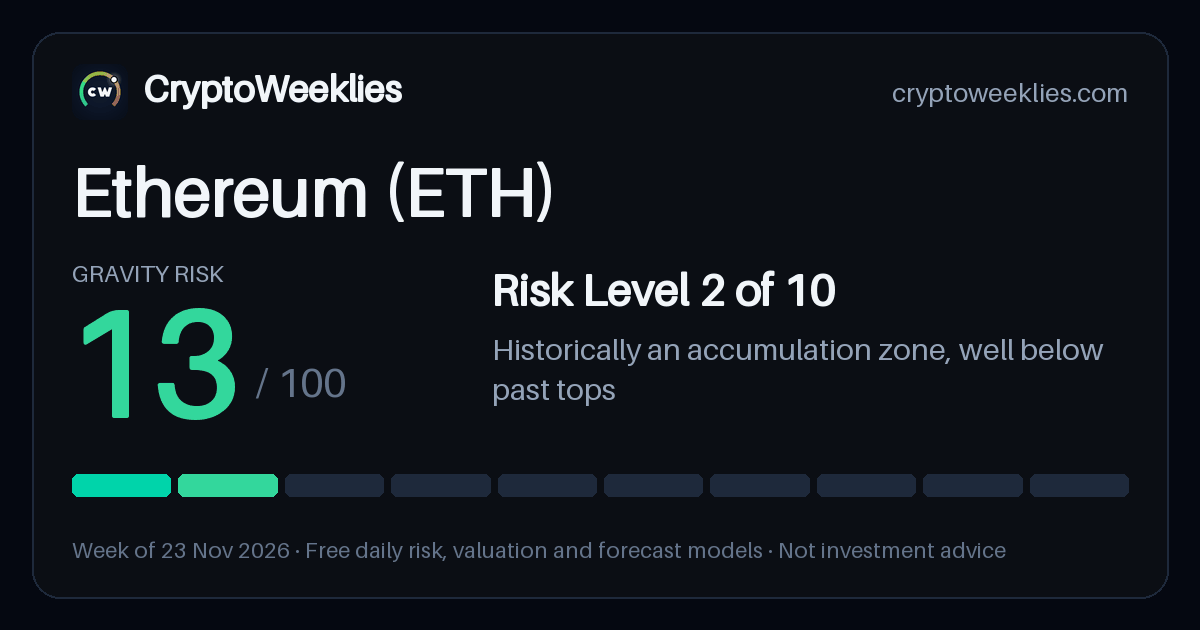 CW
CryptoWeeklies
cryptoweeklies.com
Ethereum (ETH)
GRAVITY RISK
13 / 100
Risk Level 2 of 10
Historically an accumulation zone, well below
past tops
Week of 23 Nov 2026 · Free daily risk, valuation and forecast models · Not investment advice